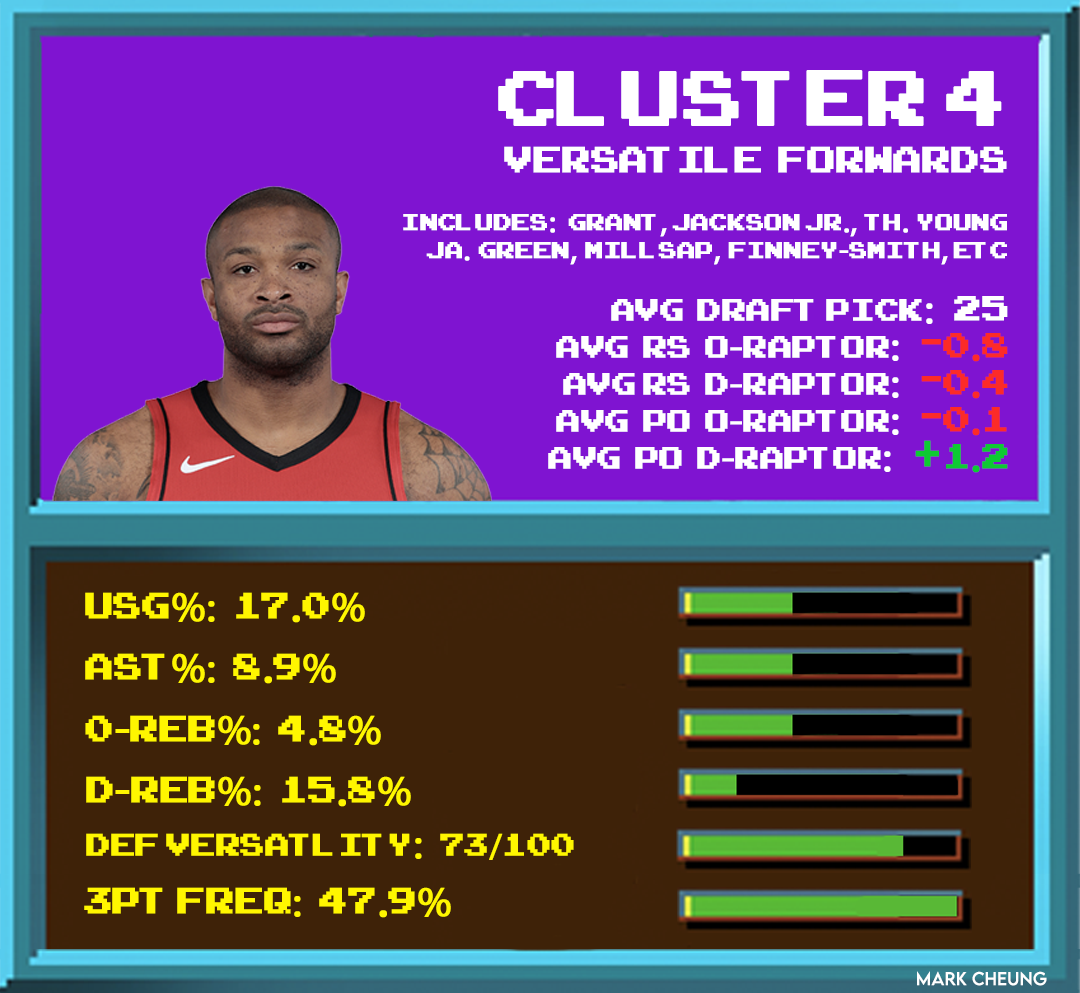 CLUSTER 4
VERSATILE FORWARDS
INCLUDES: GRANT, JACKSON JR., TH. YOUNG
JA. GREEN, MILLSAP, FINNEY-SMITH, ETC
AVG DRAFT PICK: 25
AVG RS O-RAPTOR: -0.8
AVG RS D-RAPTOR: -0.4
AVG PO O-RAPTOR: -0.1
AVG PO D-RAPTOR: +1.2
USG%: 17.0%
AST%: 8.9%
O-REB%: 4.8%
D-REB%: 15.8%
DEF VERSATLITY: 73/100
3PT FREQ: 47.9%
MARK CHEUNG